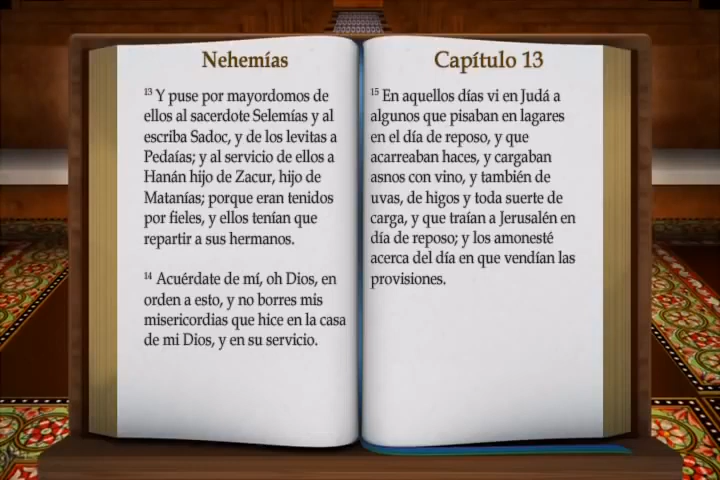 Nehemías
13 Y puse por mayordomos de
ellos al sacerdote Selemías y al
escriba Sadoc, y de los levitas a
Pedaías; y al servicio de ellos a
Hanán hijo de Zacur, hijo de
Matanías; porque eran tenidos
por fieles, y ellos tenían que
repartir a sus hermanos.
14 Acuérdate de mí, oh Dios, en
orden a esto, y no borres mis
misericordias que hice en la casa
de mi Dios, y en su servicio.
Capítulo 13
15 En aquellos días vi en Judá a
algunos que pisaban en lagares
en el día de reposo, y que
acarreaban haces, y cargaban
asnos con vino, y también de
uvas, de higos y toda suerte de
carga, y que traían a Jerusalén en
día de reposo; y los amonesté
acerca del día en que vendían las
provisiones.